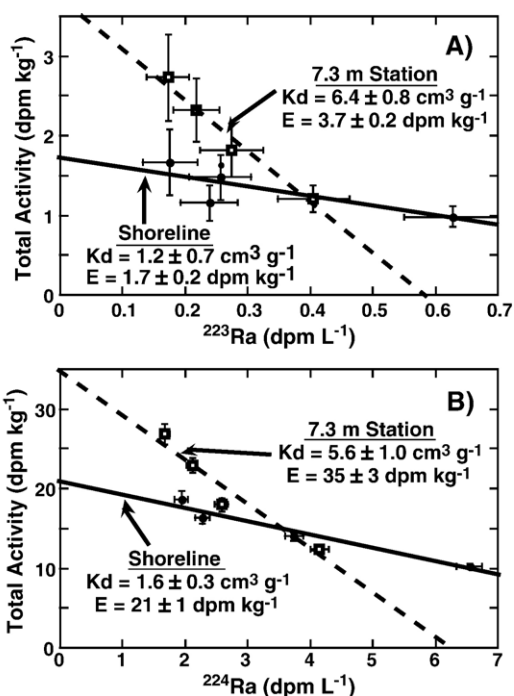 A)
7.3 m Station
Kd = 6.4 ± 0.8 cm³ g⁻¹
E = 3.7 ± 0.2 dpm kg⁻¹
Shoreline
Kd = 1.2 ± 0.7 cm³ g⁻¹
E = 1.7 ± 0.2 dpm kg⁻¹
Total Activity (dpm kg⁻¹)
3
2
1
0
0 0.1 0.2 0.3 0.4 0.5 0.6 0.7
²²³Ra (dpm L⁻¹)
B)
7.3 m Station
Kd = 5.6 ± 1.0 cm³ g⁻¹
E = 35 ± 3 dpm kg⁻¹
Shoreline
Kd = 1.6 ± 0.3 cm³ g⁻¹
E = 21 ± 1 dpm kg⁻¹
Total Activity (dpm kg⁻¹)
30
20
10
0
0 1 2 3 4 5 6 7
²²⁴Ra (dpm L⁻¹)